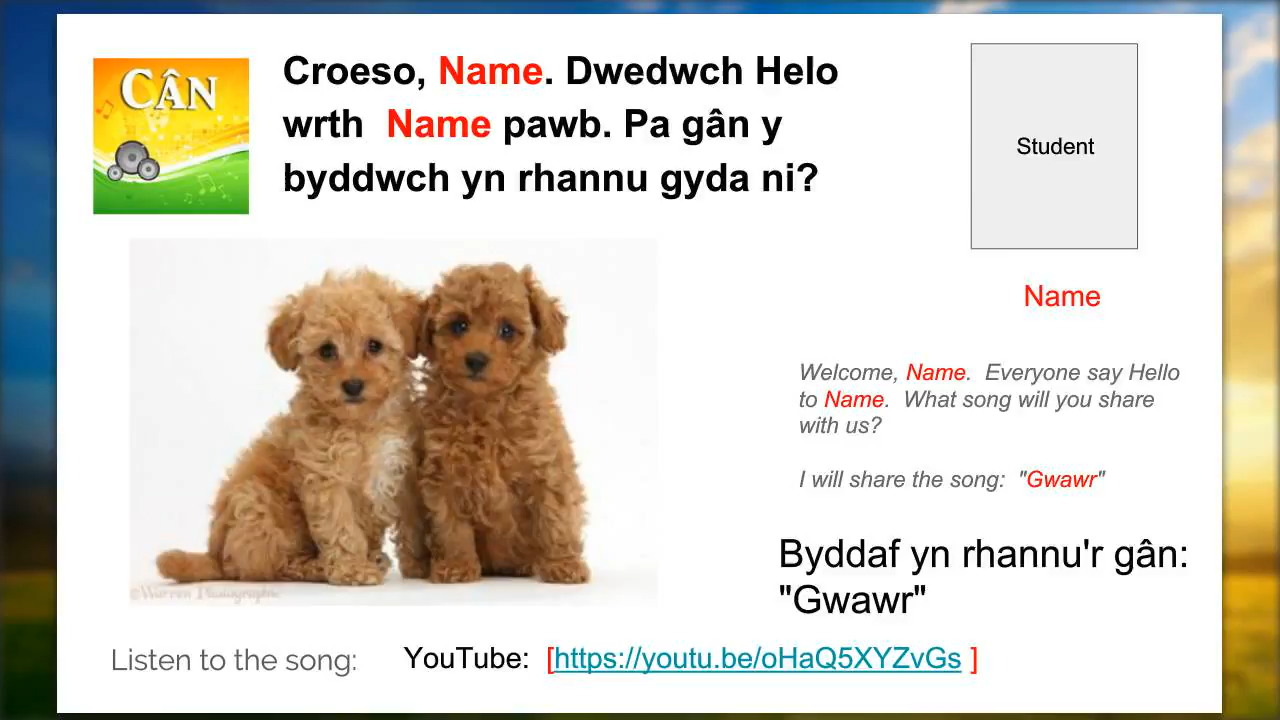 CÂN
Croeso, Name. Dwedwch Helo
wrth Name pawb. Pa gân y
byddwch yn rhannu gyda ni?
Student
Name
Welcome, Name. Everyone say Hello
to Name. What song will you share
with us?
I will share the song: "Gwawr"
Byddaf yn rhannu'r gân:
"Gwawr"
©Warren Photographic
Listen to the song: YouTube: [https://youtu.be/oHaQ5XYZvGs ]